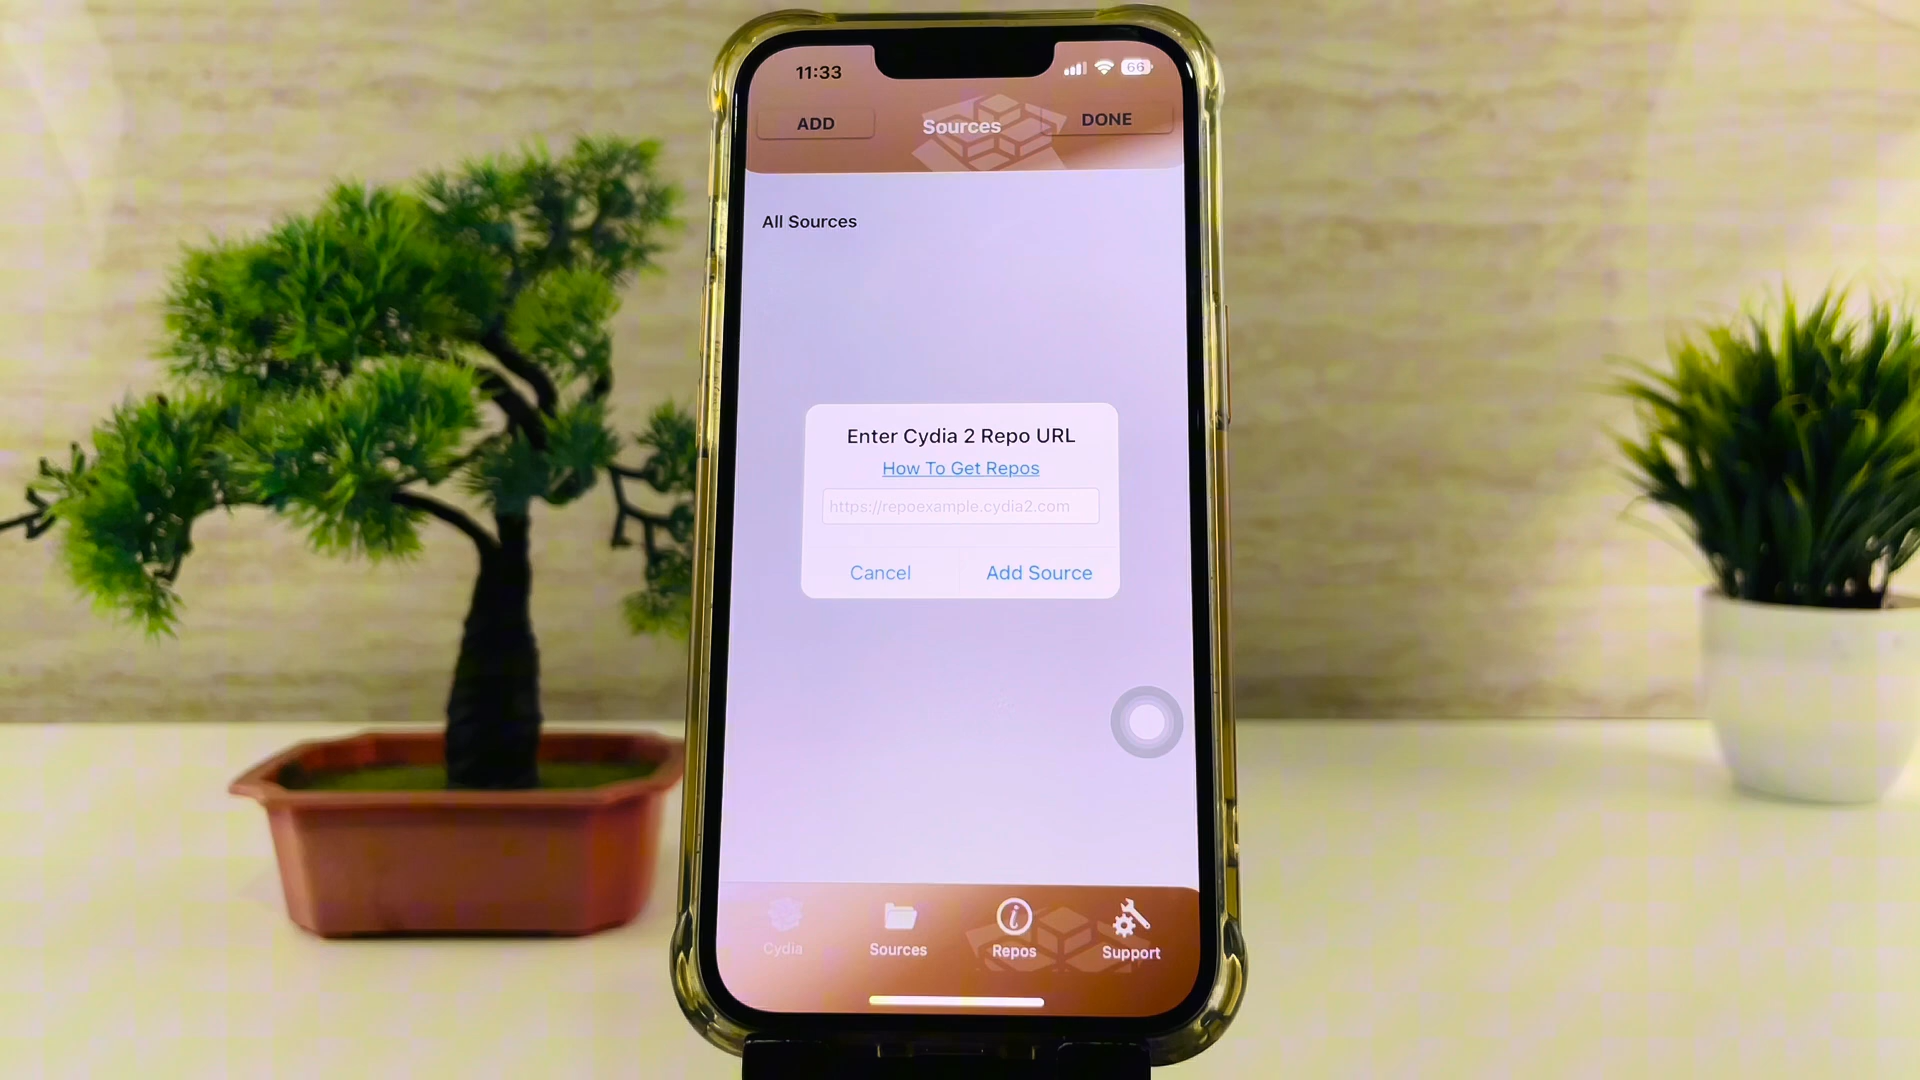 11:33
66
ADD
Sources
DONE
All Sources
Enter Cydia 2 Repo URL
How To Get Repos
https://repoexample.cydia2.com
Cancel
Add Source
Cydia
Sources
Repos
Support